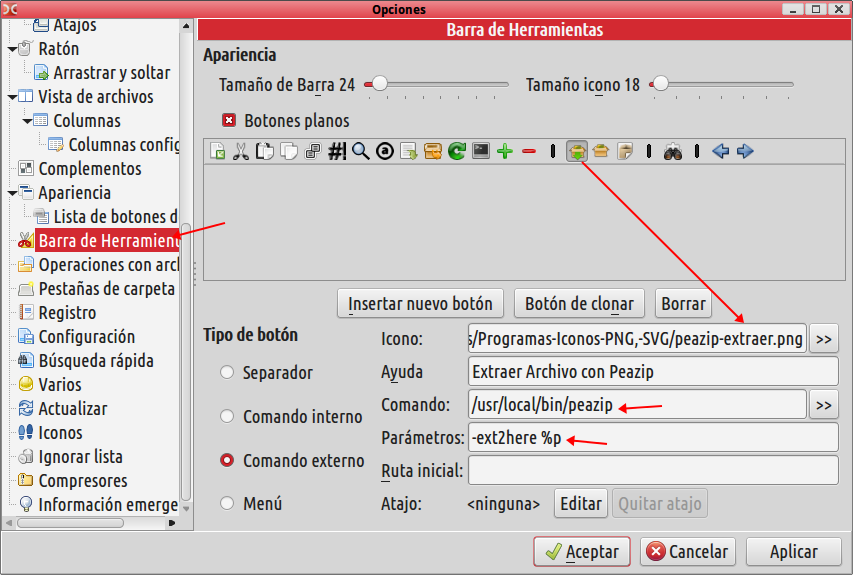 Opciones
Atajos
Ratón
Arrastrar y soltar
Vista de archivos
Columnas
Columnas config
Complementos
Apariencia
Lista de botones d
Barra de Herramien
Operaciones con arc
Pestañas de carpeta
Registro
Configuración
Búsqueda rápida
Varios
Actualizar
Iconos
Ignorar lista
Compresores
Información emerge
Barra de Herramientas
Apariencia
Tamaño de Barra 24 Tamaño icono 18
Botones planos
Insertar nuevo botón Botón de clonar Borrar
Tipo de botón
Separador
Comando interno
Comando externo
Menú
Icono: s/Programas-Iconos-PNG,-SVG/peazip-extraer.png >>
Ayuda Extraer Archivo con Peazip
Comando: /usr/local/bin/peazip >>
Parámetros: -ext2here %p
Ruta inicial:
Atajo: <ninguna> Editar Quitar atajo
Aceptar Cancelar Aplicar